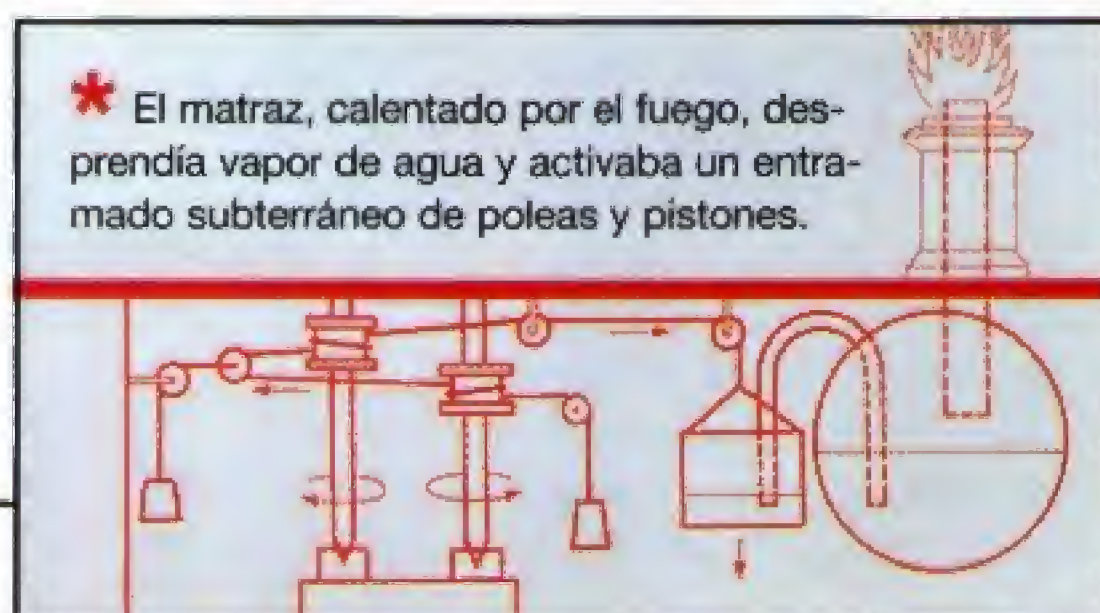 * El matraz, calentado por el fuego, des-
prendía vapor de agua y activaba un entra-
mado subterráneo de poleas y pistones.